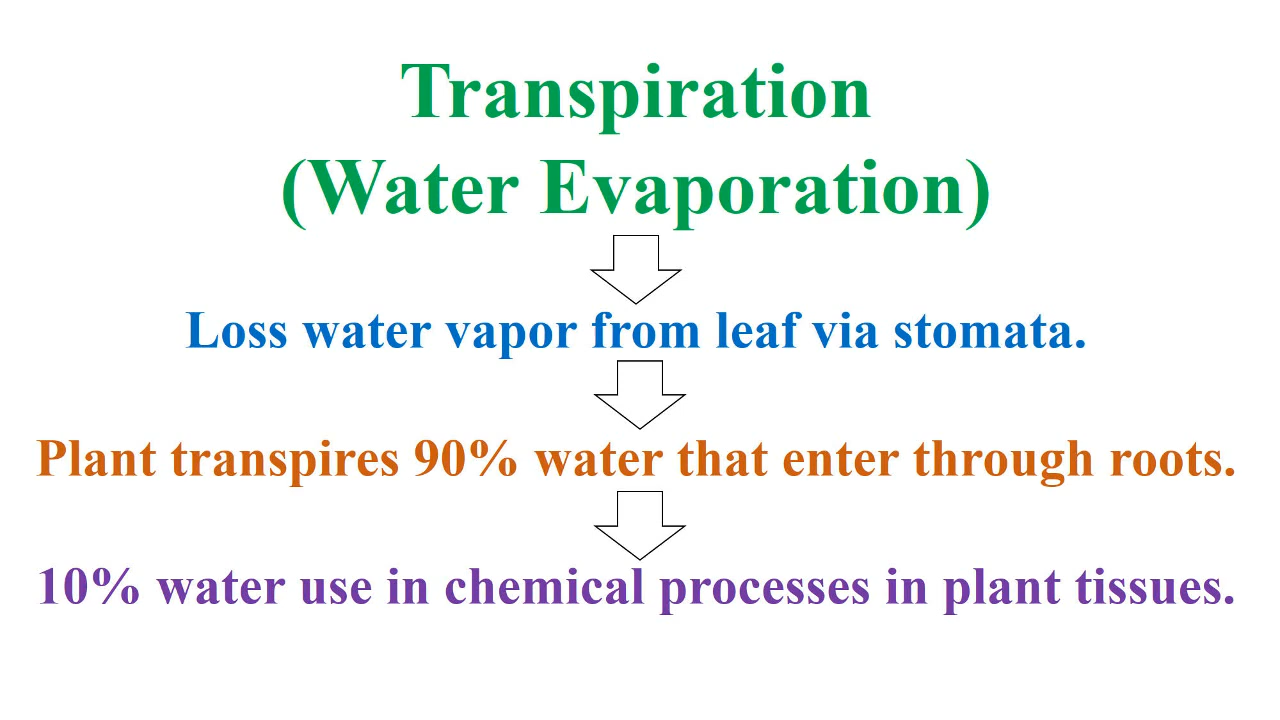 Transpiration
(Water Evaporation)
Loss water vapor from leaf via stomata.
Plant transpires 90% water that enter through roots.
10% water use in chemical processes in plant tissues.